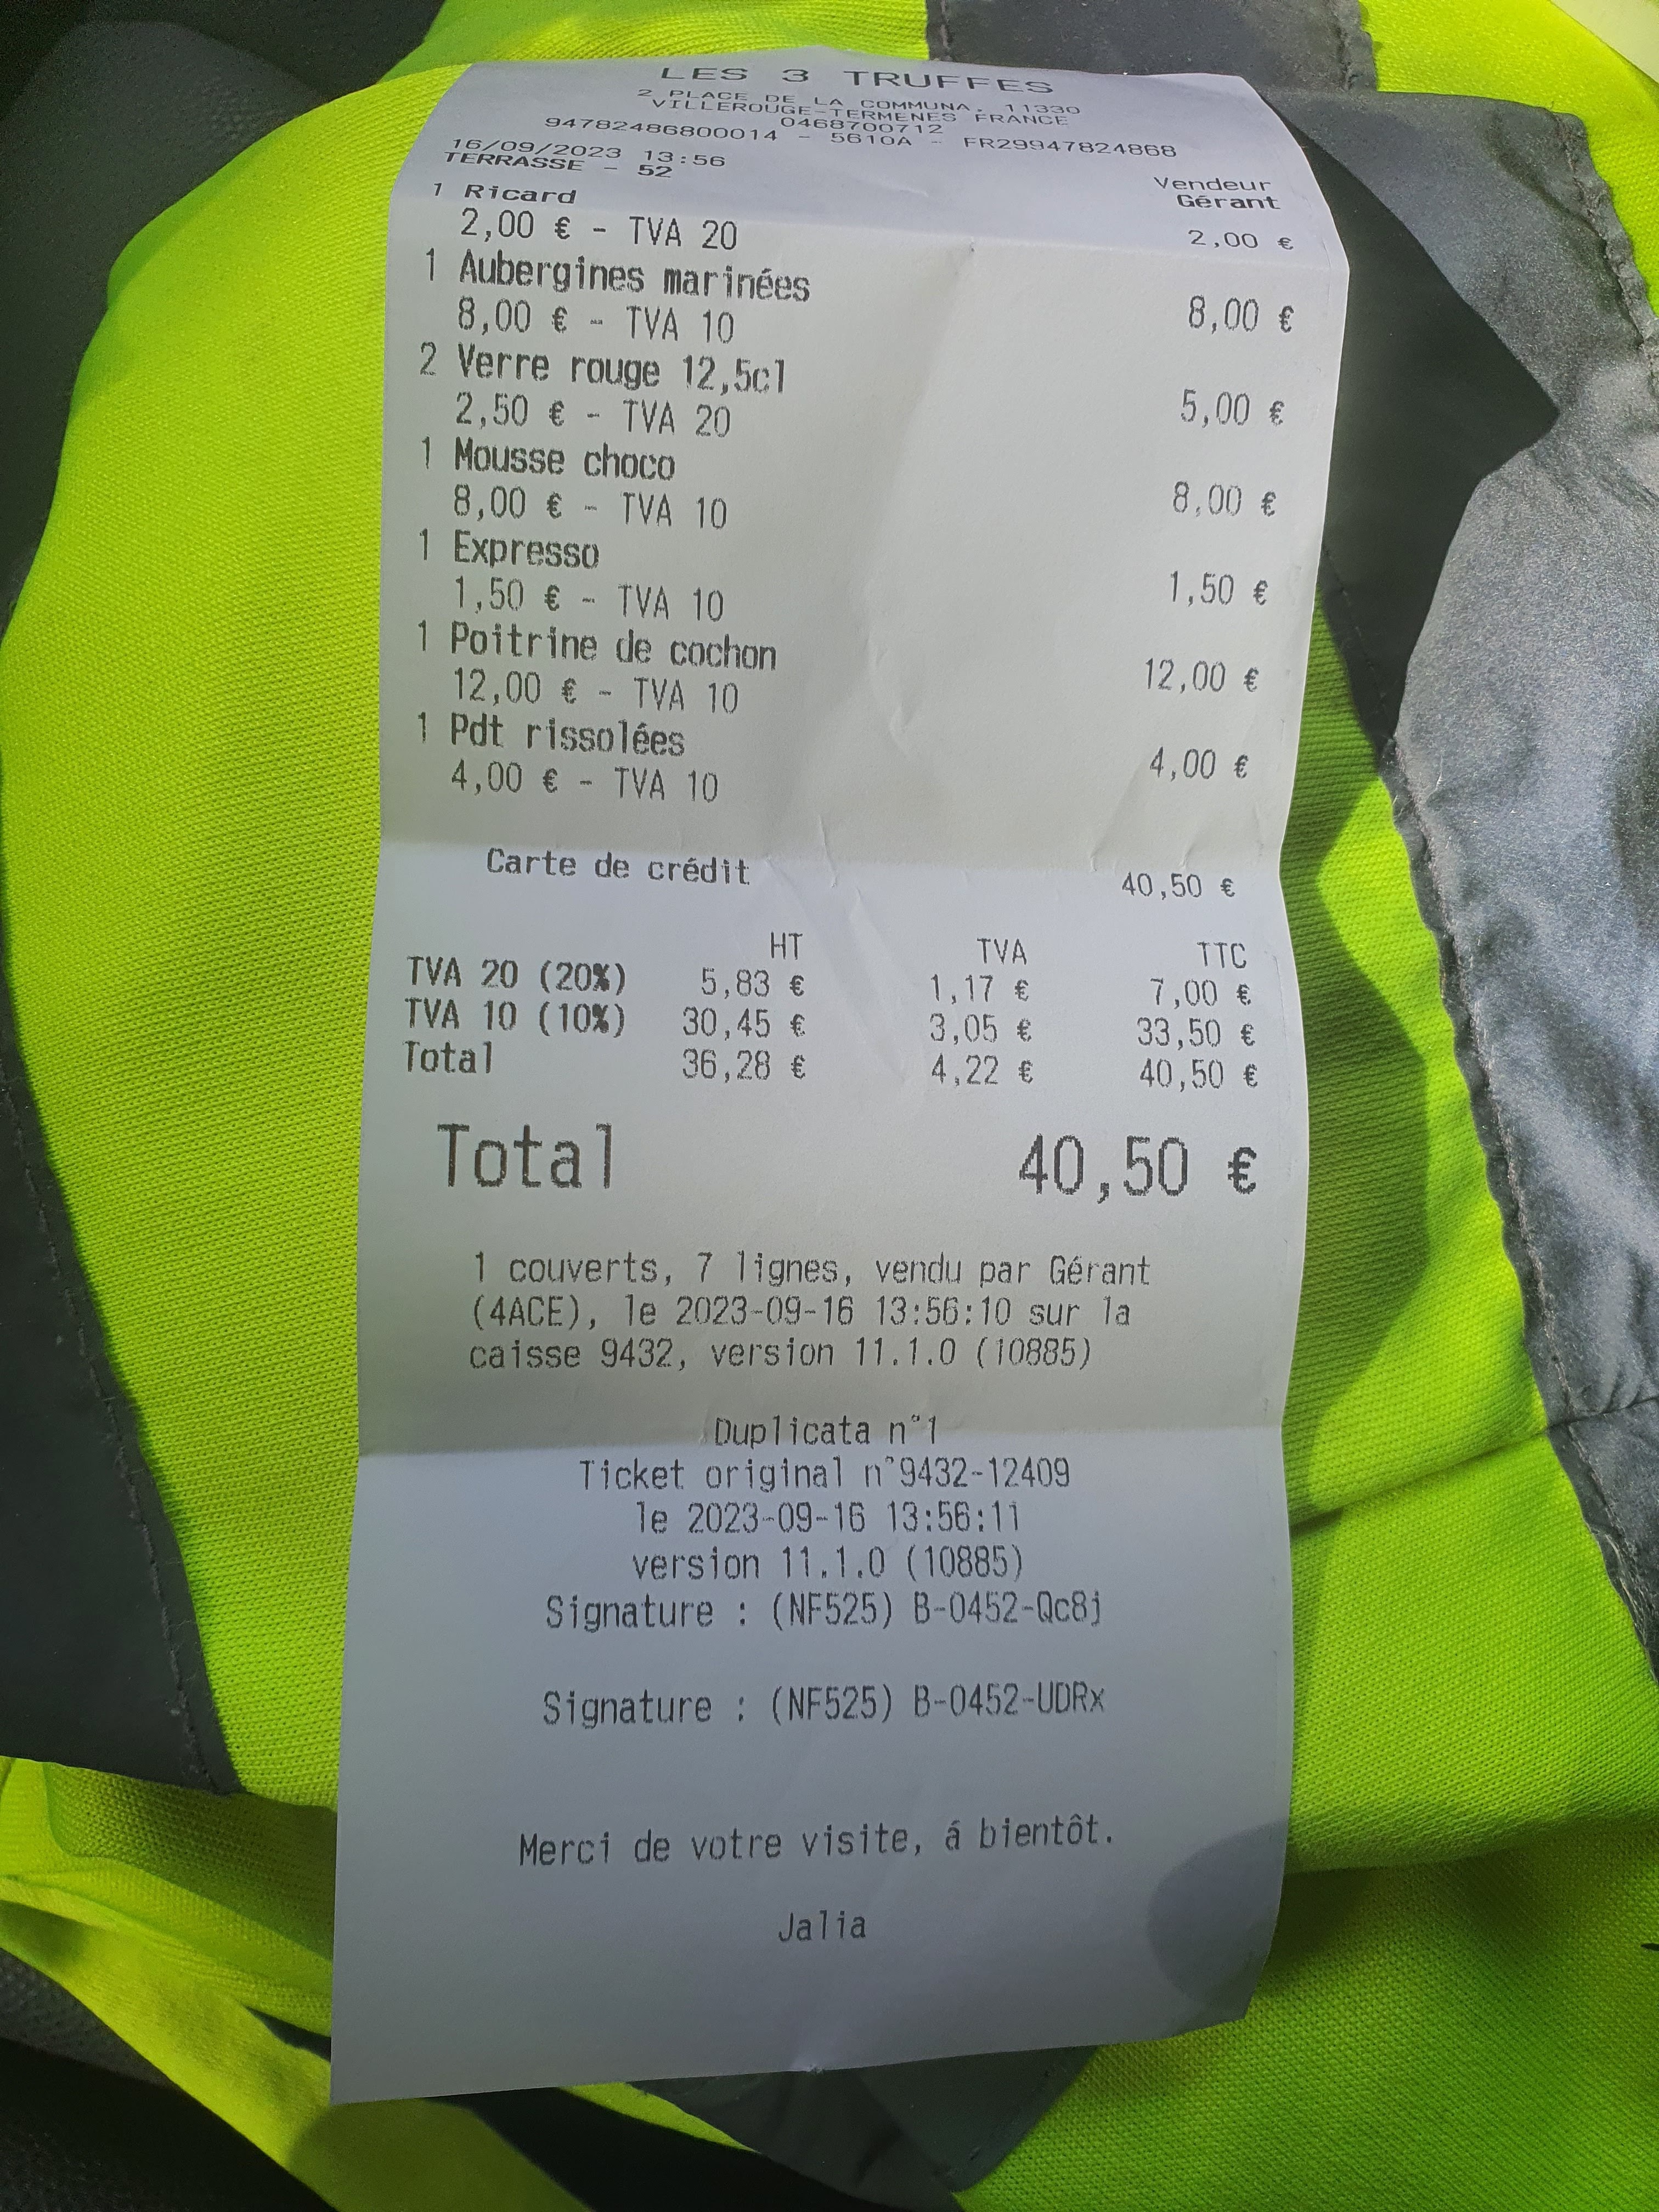 LES 3 TRUFFES
2 PLACE DE LA COMMUNA, 11330
VILLEROUGE-TERMENES FRANCE
0468700712
94782486800014 - 5610A - FR29947824868
16/09/2023 13:56
TERRASSE - 52
Vendeur
Gérant
1 Ricard
2,00 € - TVA 20 2,00 €
1 Aubergines marinées
8,00 € - TVA 10 8,00 €
2 Verre rouge 12,5cl
2,50 € - TVA 20 5,00 €
1 Mousse choco
8,00 € - TVA 10 8,00 €
1 Expresso
1,50 € - TVA 10 1,50 €
1 Poitrine de cochon
12,00 € - TVA 10 12,00 €
1 Pdt rissolées
4,00 € - TVA 10 4,00 €
Carte de crédit 40,50 €
HT TVA TTC
TVA 20 (20%) 5,83 € 1,17 € 7,00 €
TVA 10 (10%) 30,45 € 3,05 € 33,50 €
Total 36,28 € 4,22 € 40,50 €
Total 40,50 €
1 couverts, 7 lignes, vendu par Gérant
(4ACE), le 2023-09-16 13:56:10 sur la
caisse 9432, version 11.1.0 (10885)
Duplicata n°1
Ticket original n°9432-12409
le 2023-09-16 13:56:11
version 11.1.0 (10885)
Signature : (NF525) B-0452-Qc8j
Signature : (NF525) B-0452-UDRx
Merci de votre visite, á bientôt.
Jalia